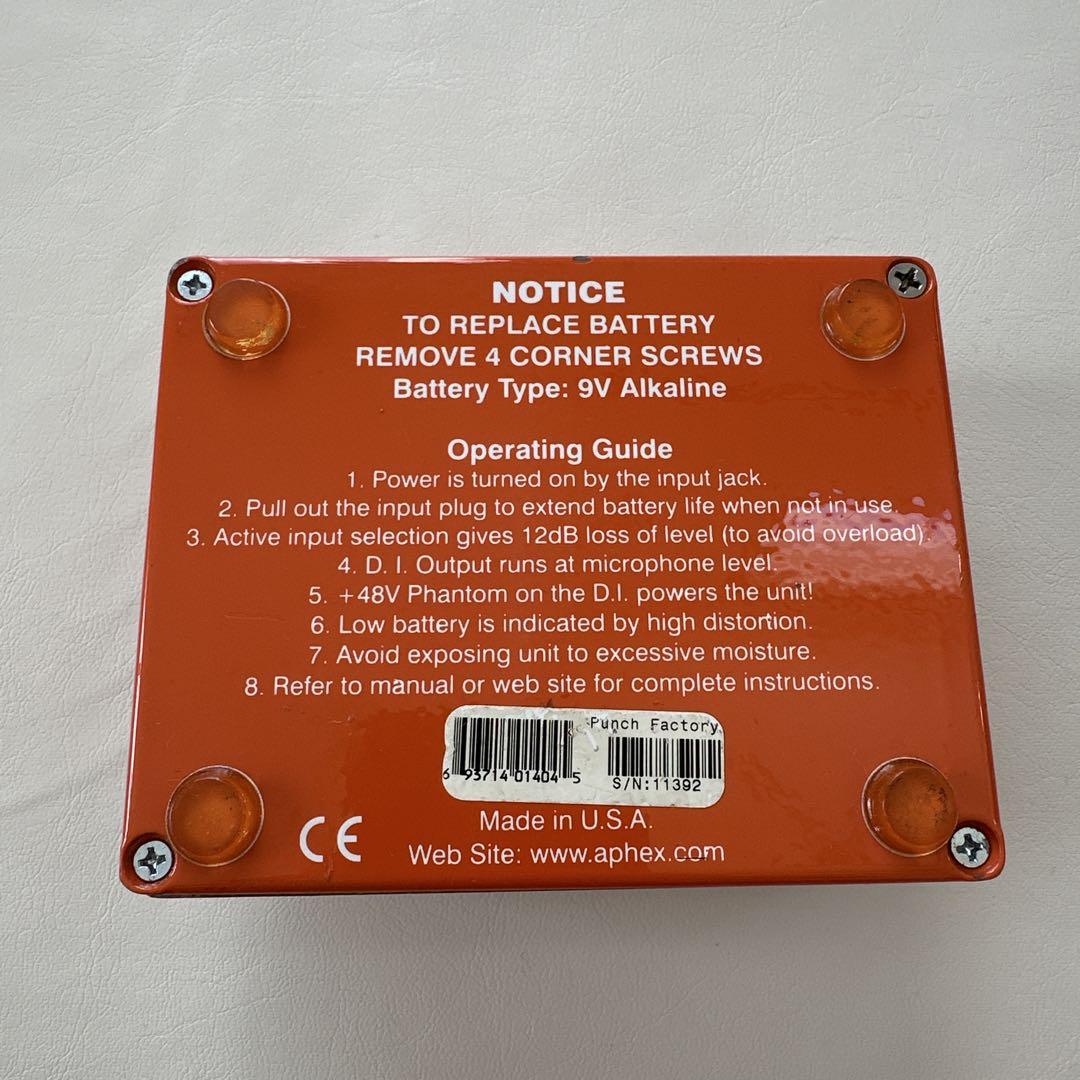 NOTICE
TO REPLACE BATTERY
REMOVE 4 CORNER SCREWS
Battery Type: 9V Alkaline
Operating Guide
1. Power is turned on by the input jack.
2. Pull out the input plug to extend battery life when not in use.
3. Active input selection gives 12dB loss of level (to avoid overload).
4. D. I. Output runs at microphone level.
5. +48V Phantom on the D.I. powers the unit!
6. Low battery is indicated by high distortion.
7. Avoid exposing unit to excessive moisture.
8. Refer to manual or web site for complete instructions.
Punch Factory
6 93714 01404 5
S/N:11392
Made in U.S.A.
CE
Web Site: www.aphex.com